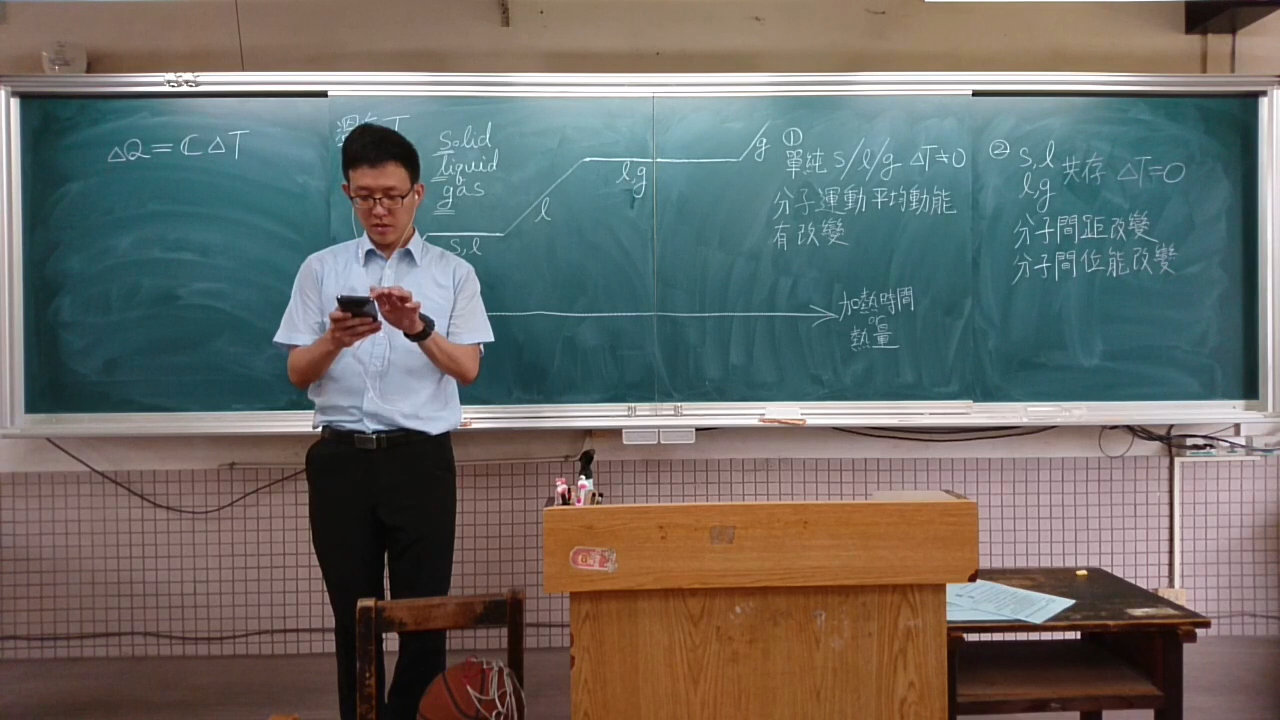 ΔQ = C ΔT
溫度 T
Solid
liquid
gas
s, l
l
lg
g
加熱時間
or
熱量
①
單純 s/l/g ΔT≠0
分子運動平均動能
有改變
② s, l
lg 共存 ΔT=0
分子間距改變
分子間位能改變